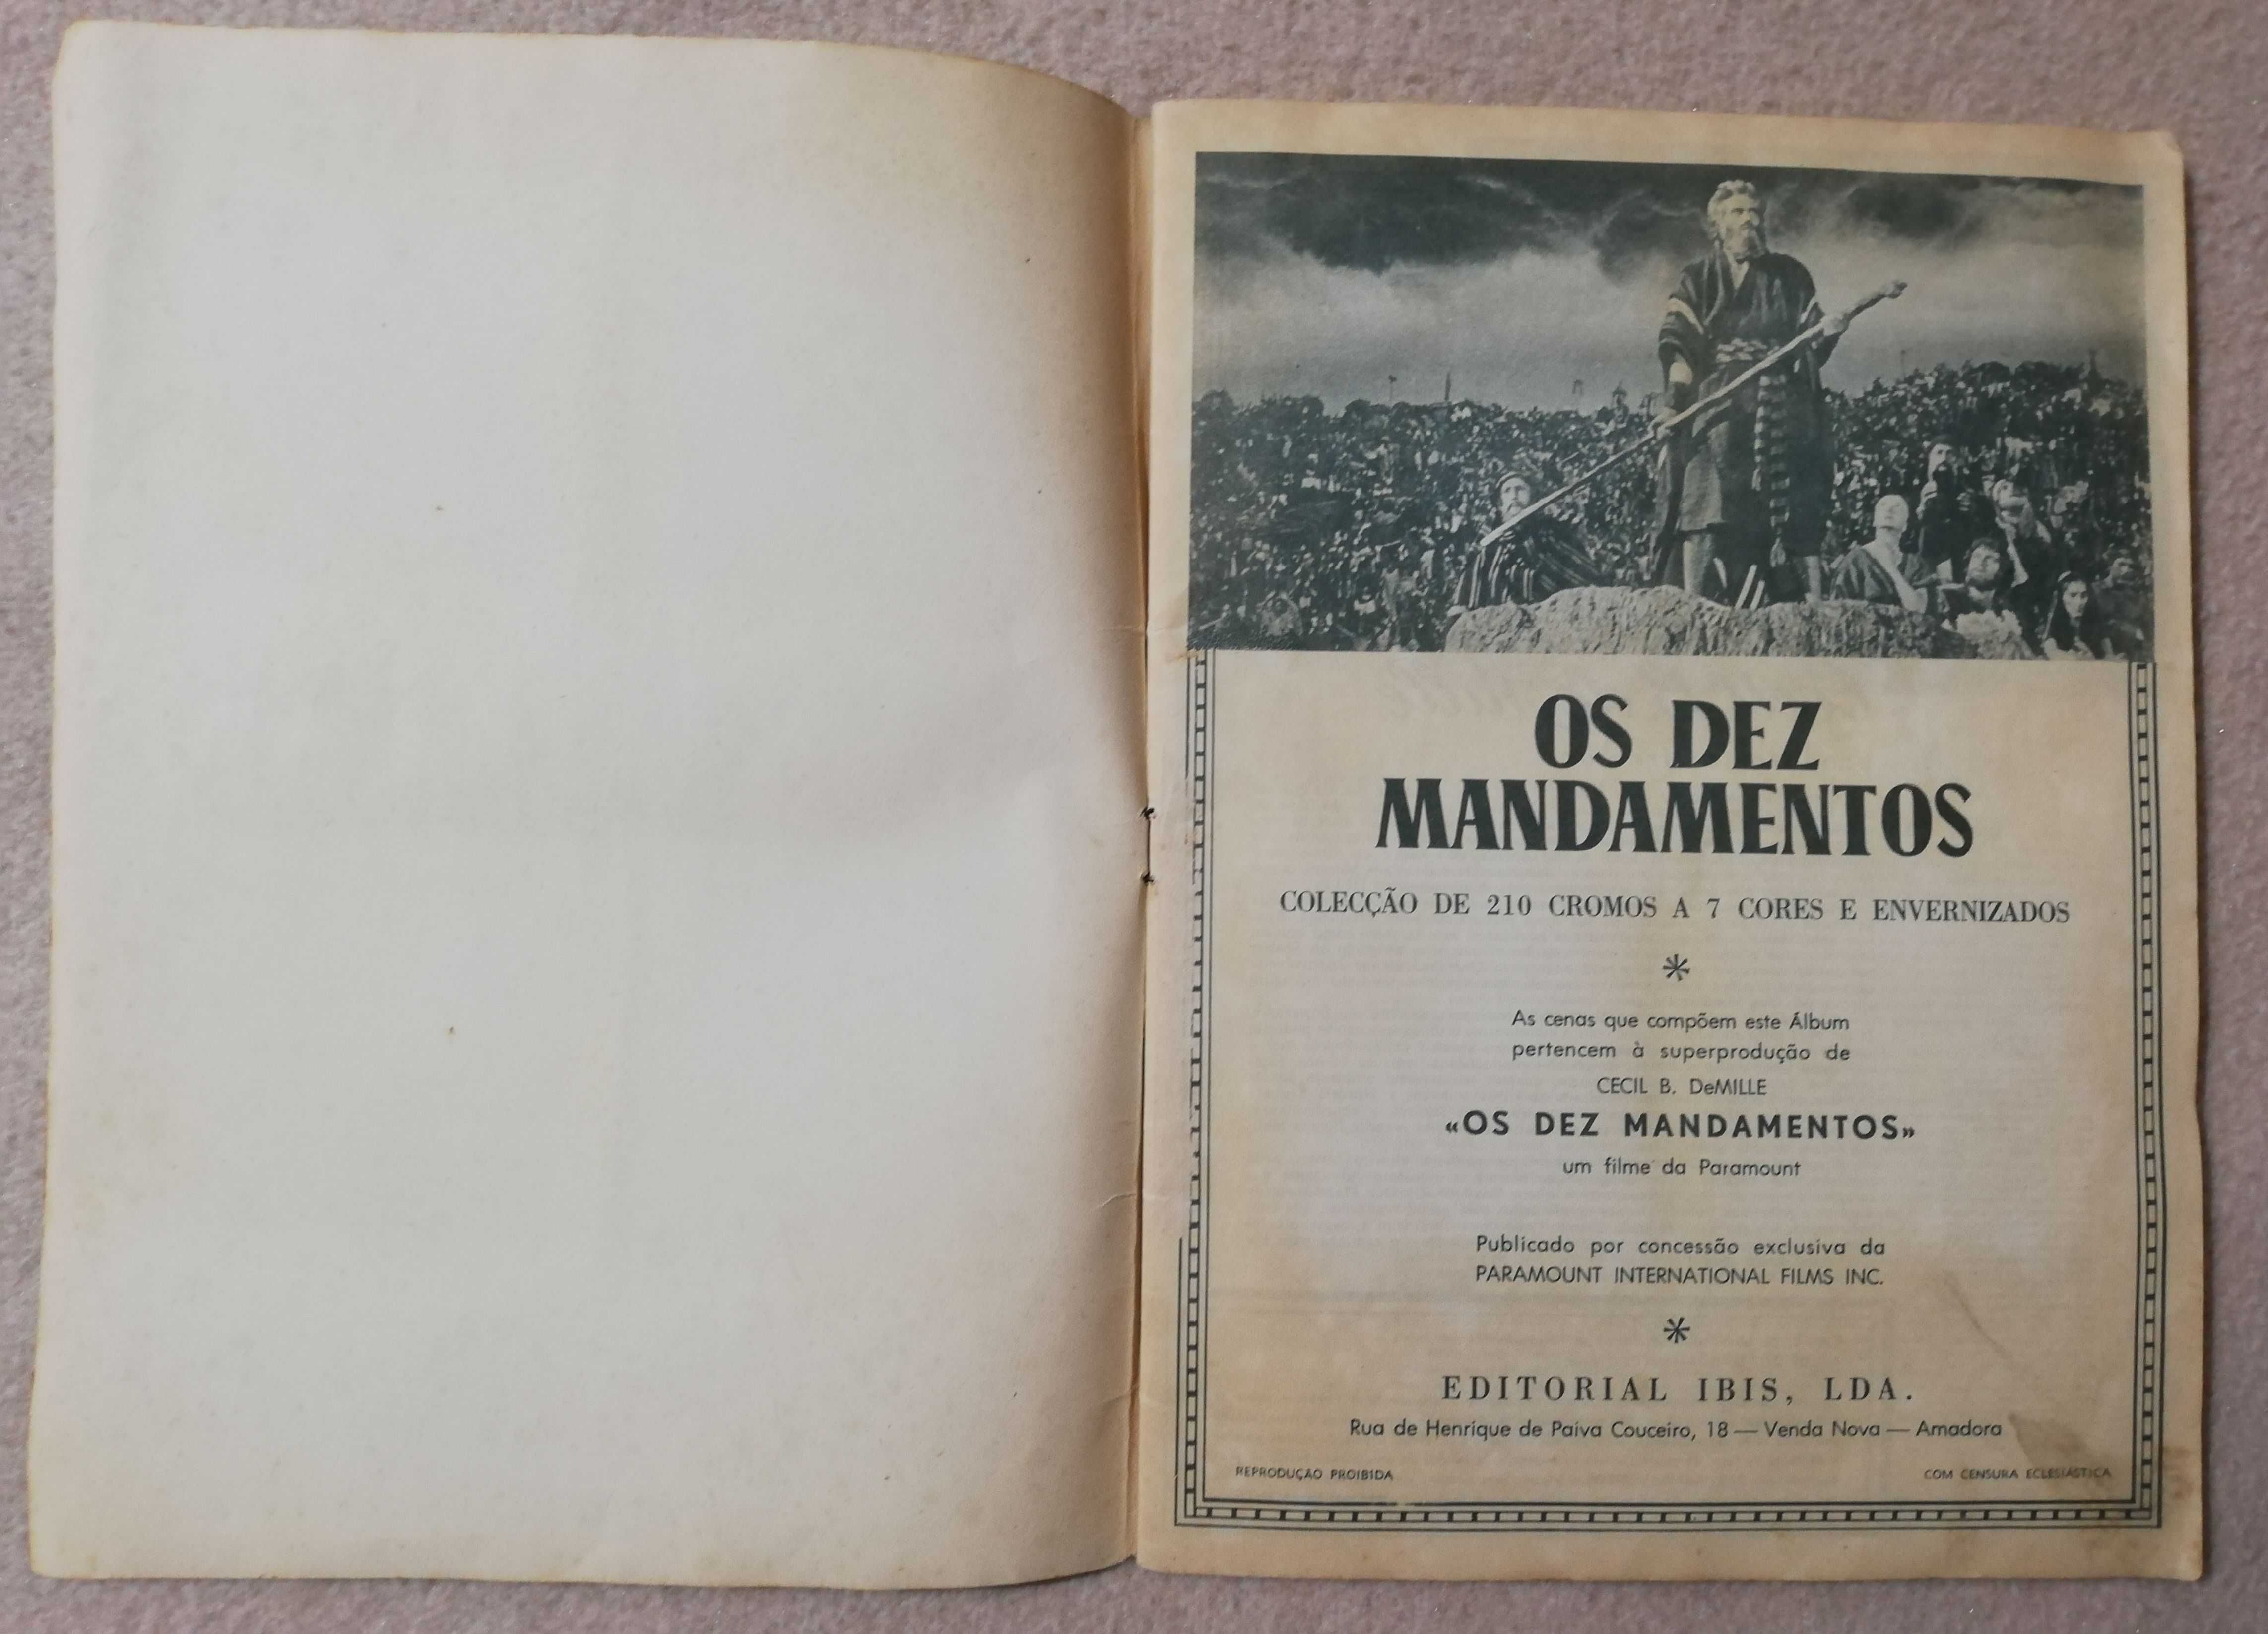 OS DEZ
MANDAMENTOS
COLECÇÃO DE 210 CROMOS A 7 CORES E ENVERNIZADOS
*
As cenas que compõem este Álbum
pertencem à superprodução de
CECIL B. DeMILLE
«OS DEZ MANDAMENTOS»
um filme da Paramount
Publicado por concessão exclusiva da
PARAMOUNT INTERNATIONAL FILMS INC.
*
EDITORIAL IBIS, LDA.
Rua de Henrique de Paiva Couceiro, 18 — Venda Nova — Amadora
REPRODUÇÃO PROIBIDA
COM CENSURA ECLESIÁSTICA